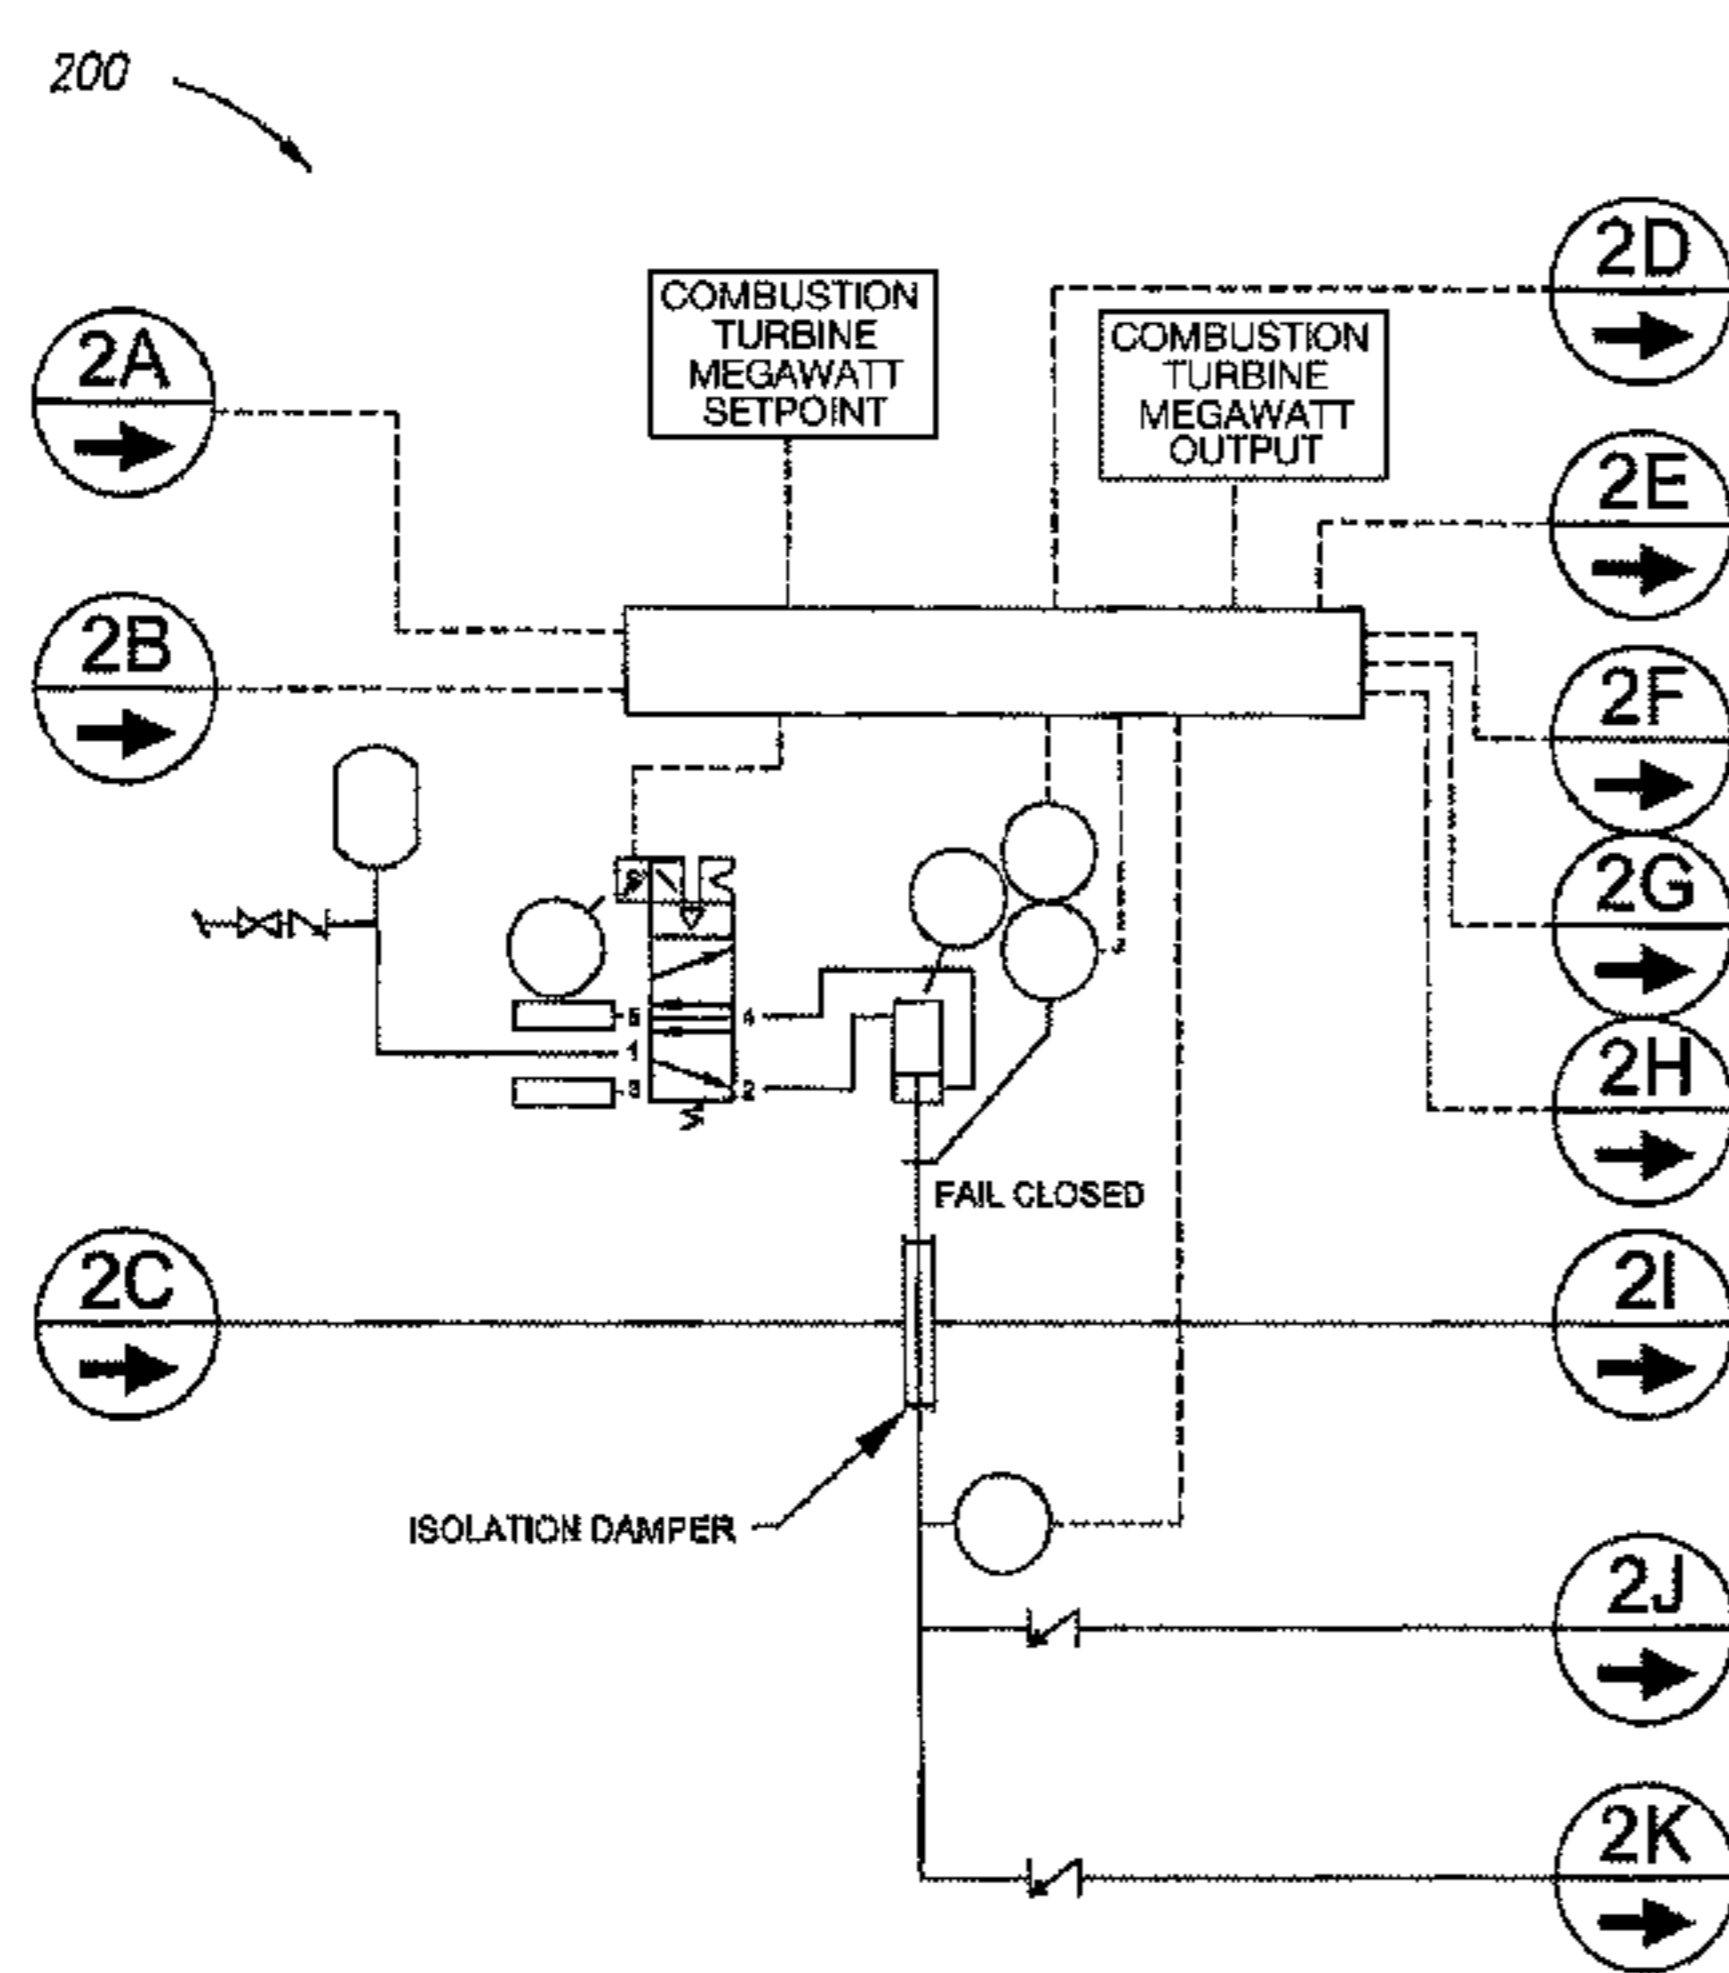 200
2A
2B
2C
COMBUSTION
TURBINE
MEGAWATT
SETPOINT
COMBUSTION
TURBINE
MEGAWATT
OUTPUT
2D
2E
2F
2G
2H
2I
2J
2K
S
5
4
1
3
2
FAIL CLOSED
ISOLATION DAMPER